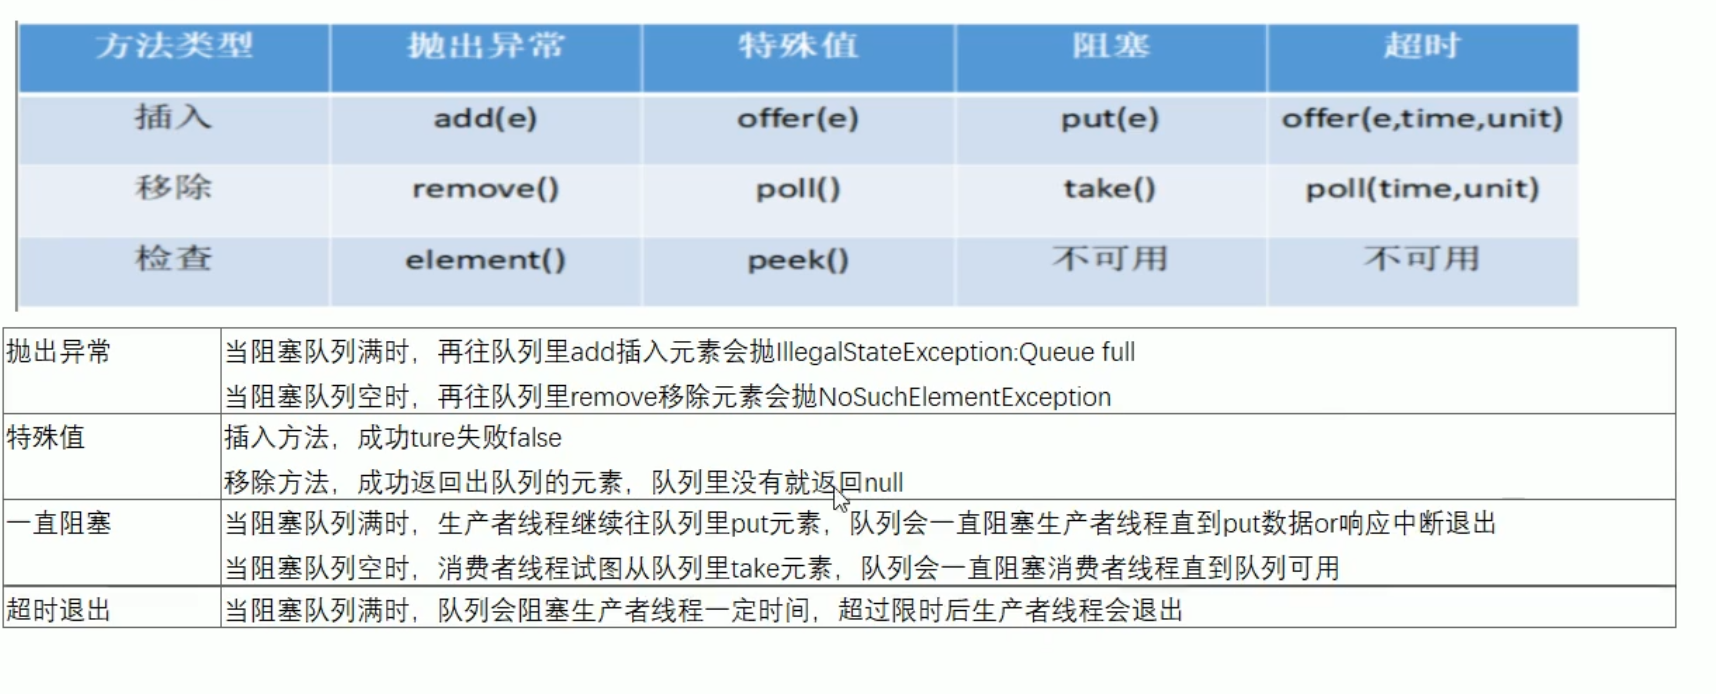 方法类型 抛出异常 特殊值 阻塞 超时
插入 add(e) offer(e) put(e) offer(e,time,unit)
移除 remove() poll() take() poll(time,unit)
检查 element() peek() 不可用 不可用
抛出异常 当阻塞队列满时，再往队列里add插入元素会抛IllegalStateException:Queue full
当阻塞队列空时，再往队列里remove移除元素会抛NoSuchElementException
特殊值 插入方法，成功ture失败false
移除方法，成功返回出队列的元素，队列里没有就返回null
一直阻塞 当阻塞队列满时，生产者线程继续往队列里put元素，队列会一直阻塞生产者线程直到put数据or响应中断退出
当阻塞队列空时，消费者线程试图从队列里take元素，队列会一直阻塞消费者线程直到队列可用
超时退出 当阻塞队列满时，队列会阻塞生产者线程一定时间，超过限时后生产者线程会退出